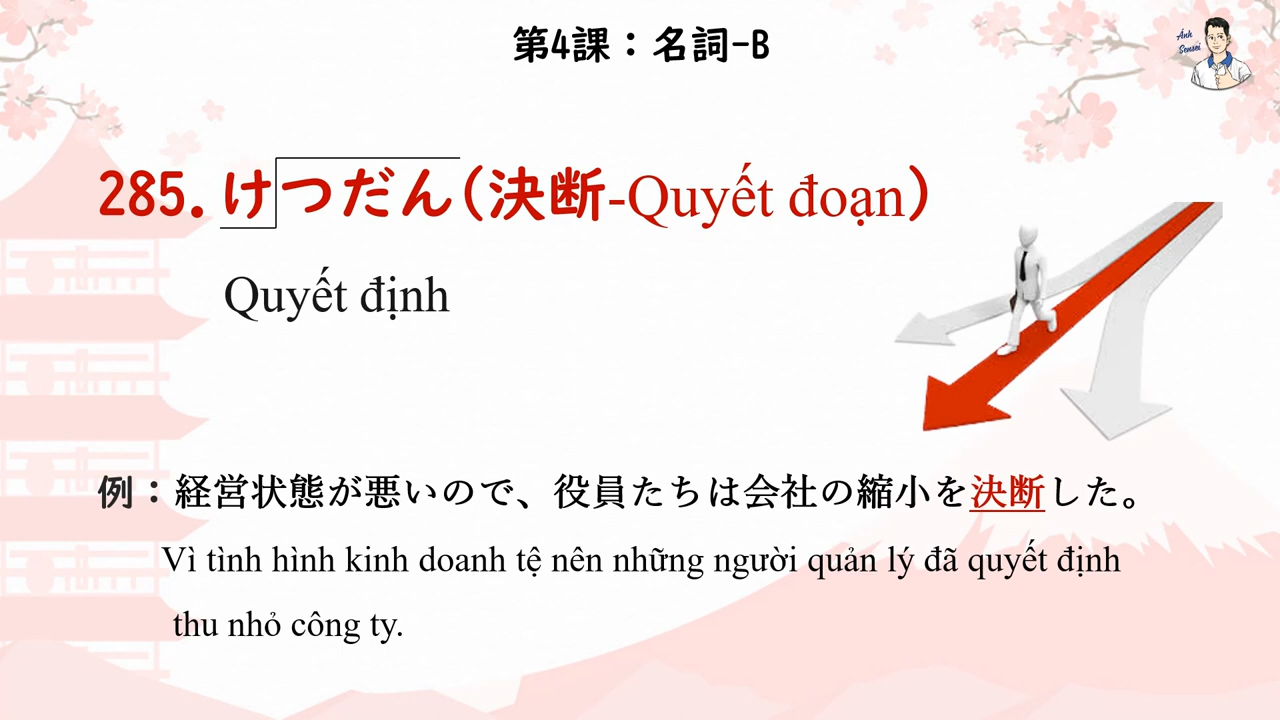 第4課：名詞-B
Anh
Sensei
285. けつだん(決断-Quyết đoạn)
Quyết định
例：経営状態が悪いので、役員たちは会社の縮小を決断した。
Vì tình hình kinh doanh tệ nên những người quản lý đã quyết định
thu nhỏ công ty.